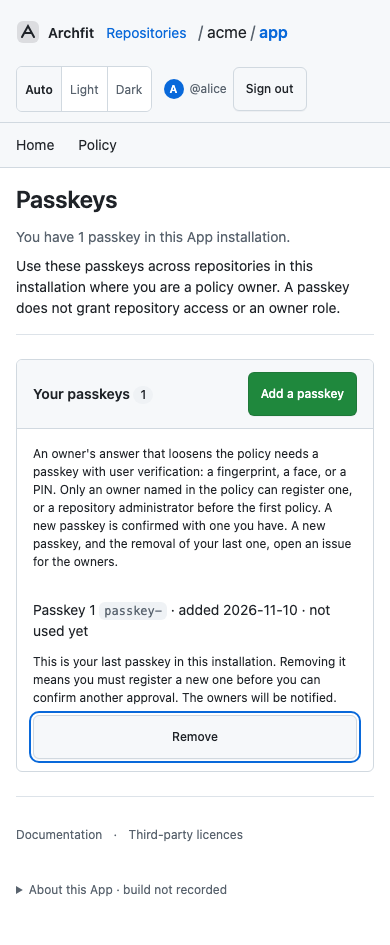 Archfit Repositories / acme / app
Auto Light Dark A @alice Sign out
Home Policy
Passkeys
You have 1 passkey in this App installation.
Use these passkeys across repositories in this
installation where you are a policy owner. A passkey
does not grant repository access or an owner role.
Your passkeys 1 Add a passkey
An owner's answer that loosens the policy needs a
passkey with user verification: a fingerprint, a face, or a
PIN. Only an owner named in the policy can register one,
or a repository administrator before the first policy. A
new passkey is confirmed with one you have. A new
passkey, and the removal of your last one, open an issue
for the owners.
Passkey 1 passkey- · added 2026-11-10 · not
used yet
This is your last passkey in this installation. Removing it
means you must register a new one before you can
confirm another approval. The owners will be notified.
Remove
Documentation · Third-party licences
About this App · build not recorded